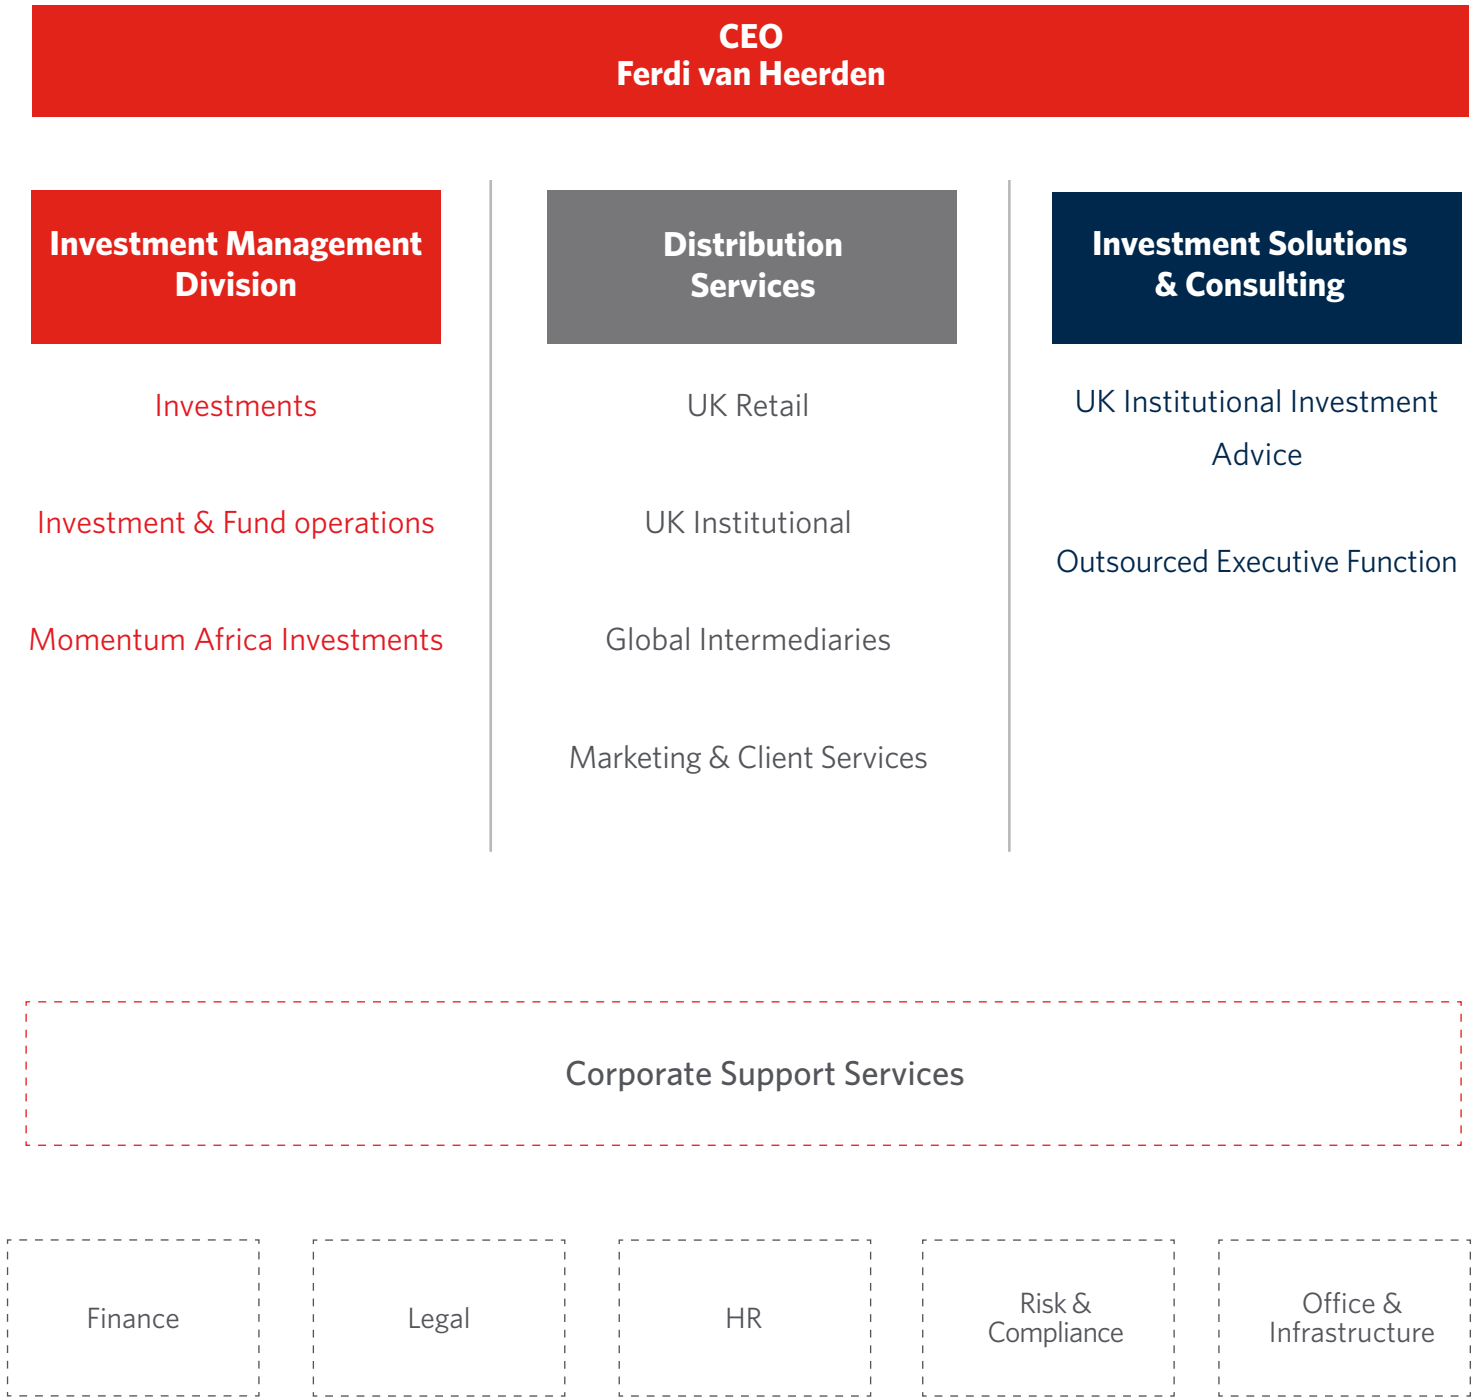 CEO
Ferdi van Heerden
Investment Management
Division
Investments
Investment & Fund operations
Momentum Africa Investments
Distribution
Services
UK Retail
UK Institutional
Global Intermediaries
Marketing & Client Services
Investment Solutions
& Consulting
UK Institutional Investment
Advice
Outsourced Executive Function
Corporate Support Services
Finance
Legal
HR
Risk &
Compliance
Office &
Infrastructure